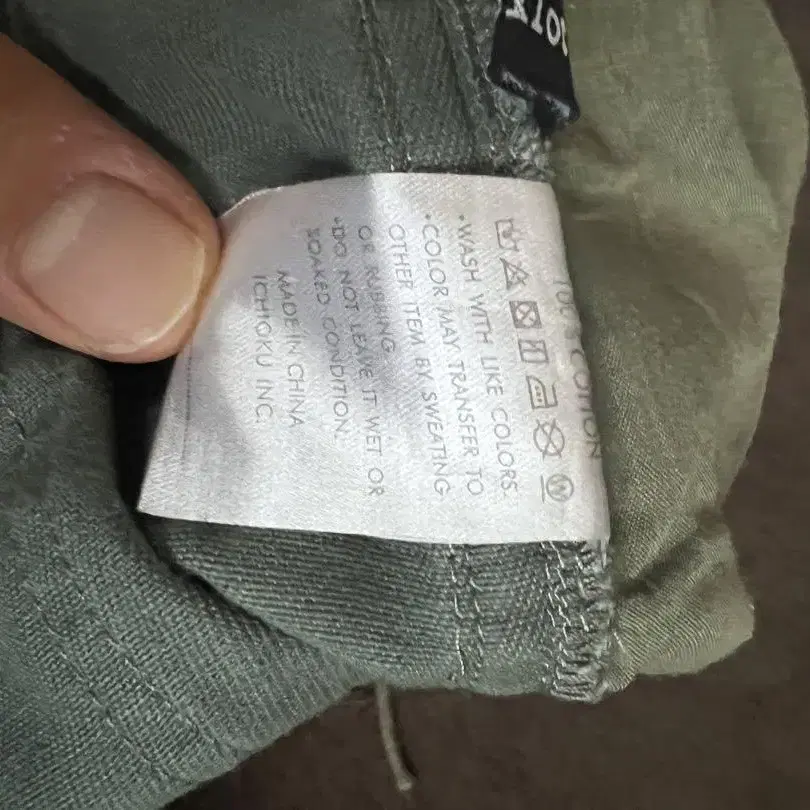 100% COTTON
•WASH WITH LIKE COLORS.
•COLOR MAY TRANSFER TO
OTHER ITEM BY SWEATING
OR RUBBING
•DO NOT LEAVE IT WET OR
SOAKED CONDITION.
MADE IN CHINA
ICHIOKU INC.